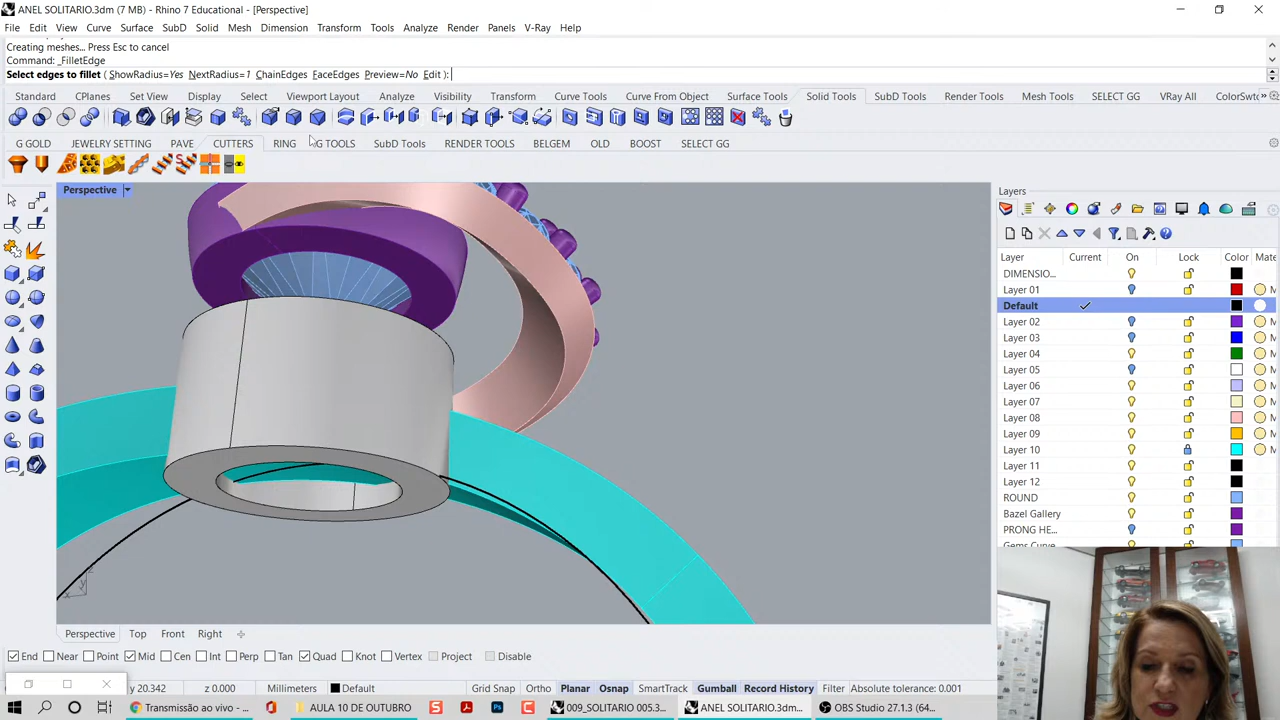 ANEL SOLITARIO.3dm (7 MB) - Rhino 7 Educational - [Perspective]
File Edit View Curve Surface SubD Solid Mesh Dimension Transform Tools Analyze Render Panels V-Ray Help
Creating meshes... Press Esc to cancel
Command: _FilletEdge
Select edges to fillet ( ShowRadius=Yes NextRadius=1 ChainEdges FaceEdges Preview=No Edit ):
Standard CPlanes Set View Display Select Viewport Layout Analyze Visibility Transform Curve Tools Curve From Object Surface Tools Solid Tools SubD Tools Render Tools Mesh Tools SELECT GG VRay All ColorSwto
G GOLD JEWELRY SETTING PAVE CUTTERS RING GG TOOLS SubD Tools RENDER TOOLS BELGEM OLD BOOST SELECT GG
Perspective
Layers
Layer Current On Lock Color Mate
DIMENSIO...
Layer 01
Default
Layer 02
Layer 03
Layer 04
Layer 05
Layer 06
Layer 07
Layer 08
Layer 09
Layer 10
Layer 11
Layer 12
ROUND
Bazel Gallery
PRONG HE...
Gems Curve
Perspective Top Front Right
End Near Point Mid Cen Int Perp Tan Quad Knot Vertex Project Disable
y 20.342 z 0.000 Millimeters Default Grid Snap Ortho Planar Osnap SmartTrack Gumball Record History Filter Absolute tolerance: 0.001
Transmissão ao vivo - ... AULA 10 DE OUTUBRO 009_SOLITARIO 005.3... ANEL SOLITARIO.3dm... OBS Studio 27.1.3 (64...